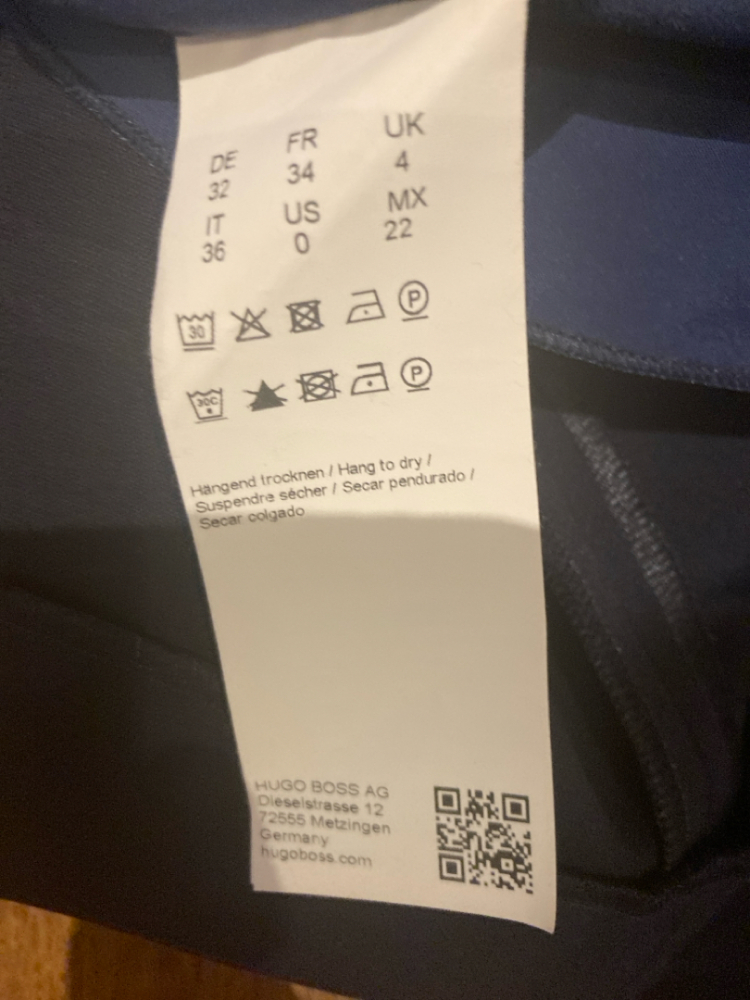 DE FR UK
32 34 4
IT US MX
36 0 22
30 P
30C P
Hangend trocknen / Hang to dry /
Suspendre sécher / Secar pendurado /
Secar colgado
HUGO BOSS AG
Dieselstrasse 12
72555 Metzingen
Germany
hugoboss.com